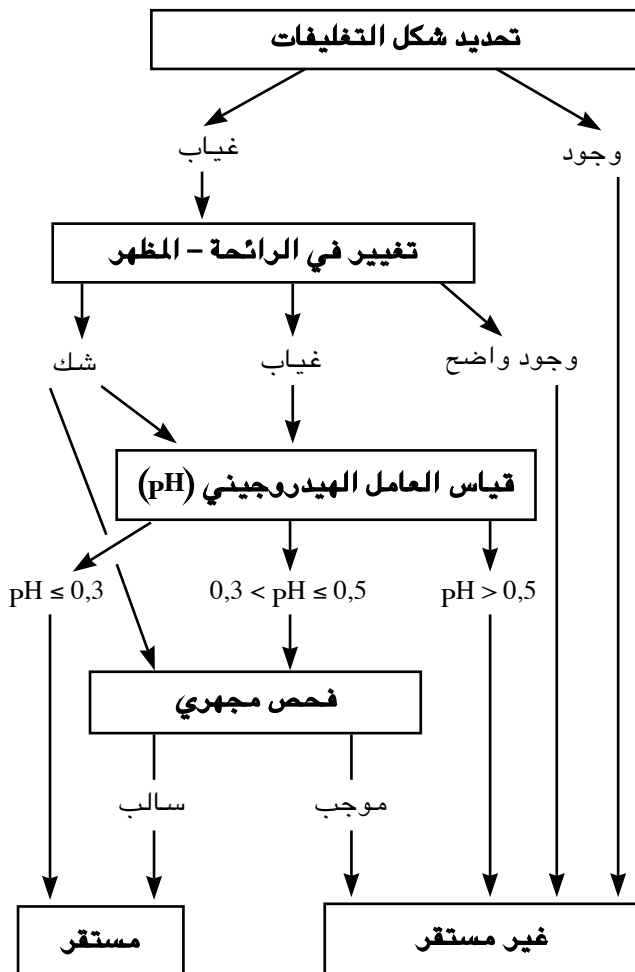 تحديد شكل التغليفات
وجود
غياب
تغيير في الرائحة – المظهر
وجود واضح
غياب
شك
قياس العامل الهيدروجيني (pH)
pH > 0,5
0,3 < pH ≤ 0,5
pH ≤ 0,3
فحص مجهري
موجب
سالب
غير مستقر
مستقر